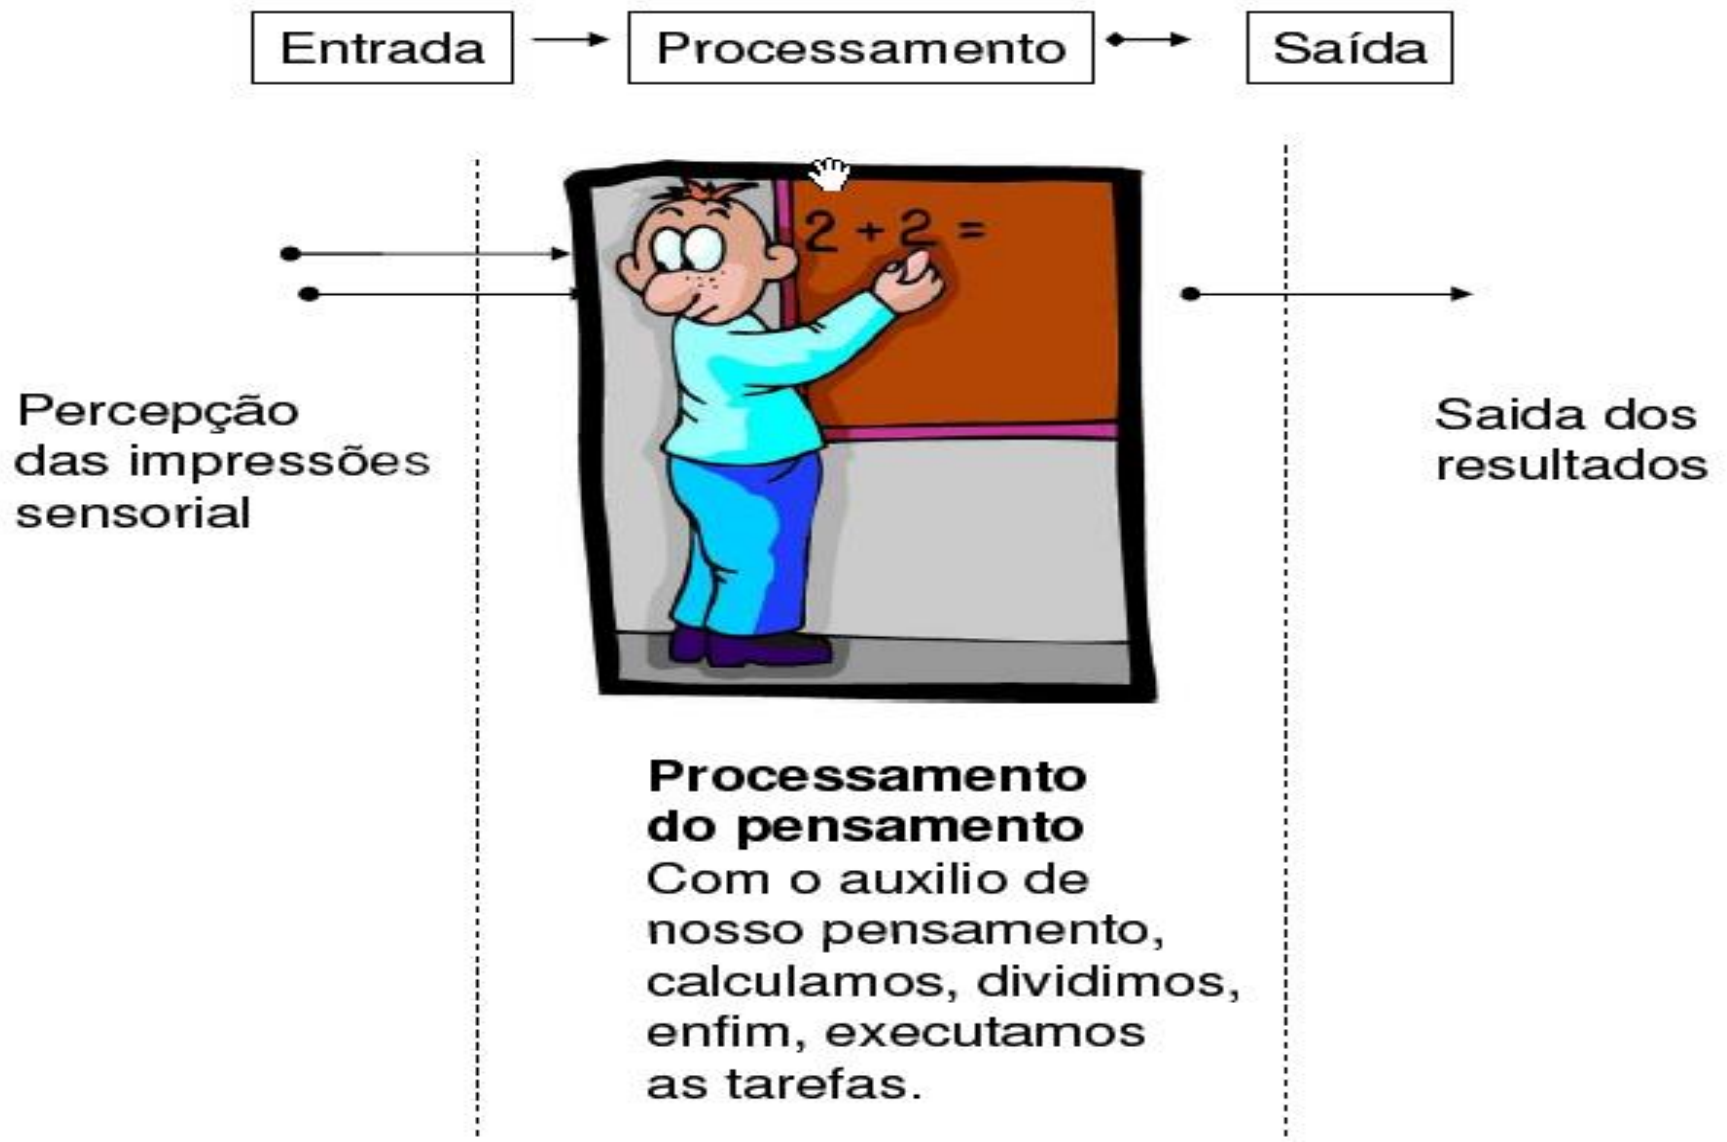 Entrada
Processamento
Saída
2 + 2 =
Percepção
das impressões
sensorial
Saida dos
resultados
Processamento
do pensamento
Com o auxilio de
nosso pensamento,
calculamos, dividimos,
enfim, executamos
as tarefas.